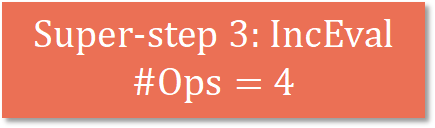 Super-step 3: IncEval
#Ops = 4